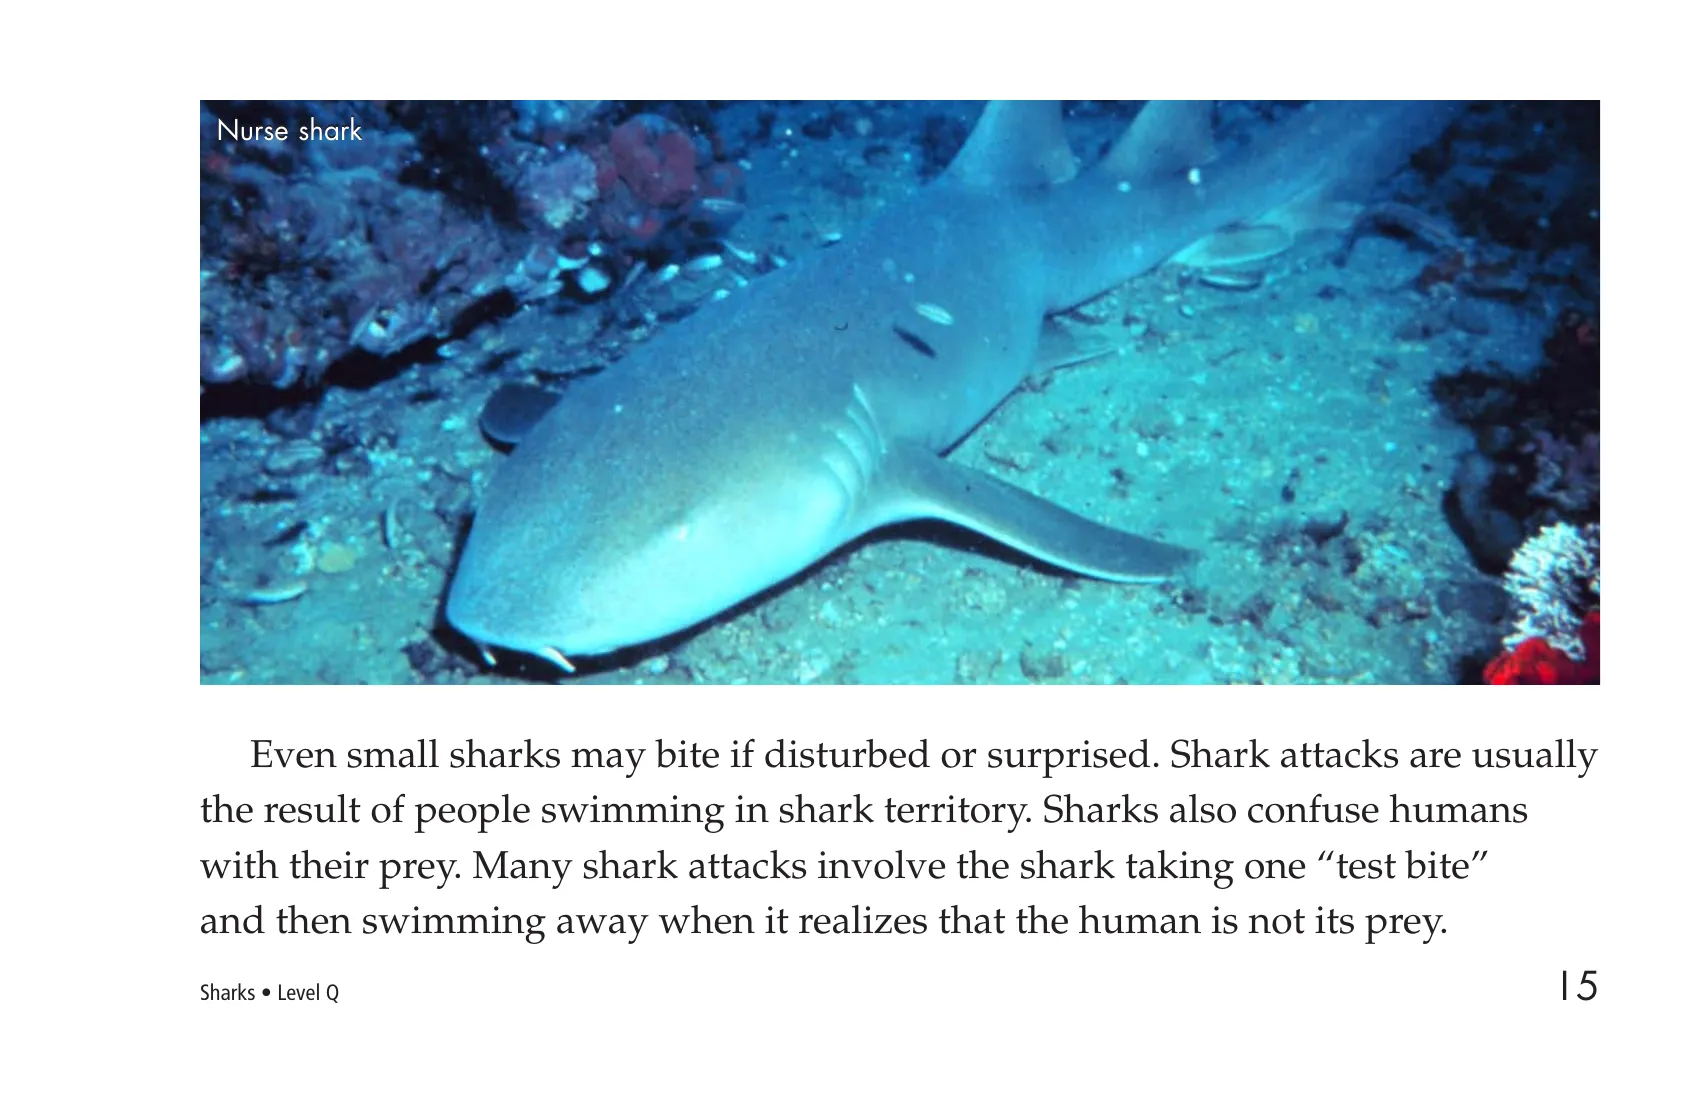 Nurse shark
Even small sharks may bite if disturbed or surprised. Shark attacks are usually
the result of people swimming in shark territory. Sharks also confuse humans
with their prey. Many shark attacks involve the shark taking one “test bite”
and then swimming away when it realizes that the human is not its prey.
Sharks • Level Q
15